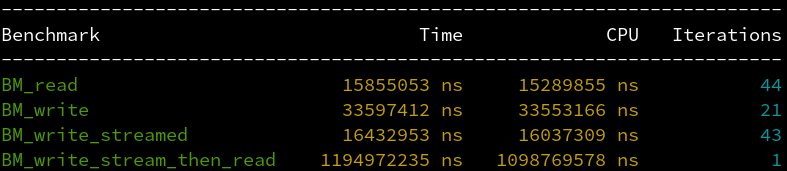 -----------------------------------------------------------------------
Benchmark                             Time             CPU   Iterations
-----------------------------------------------------------------------
BM_read                        15855053 ns     15289855 ns           44
BM_write                       33597412 ns     33553166 ns           21
BM_write_streamed              16432953 ns     16037309 ns           43
BM_write_stream_then_read    1194972235 ns   1098769578 ns            1